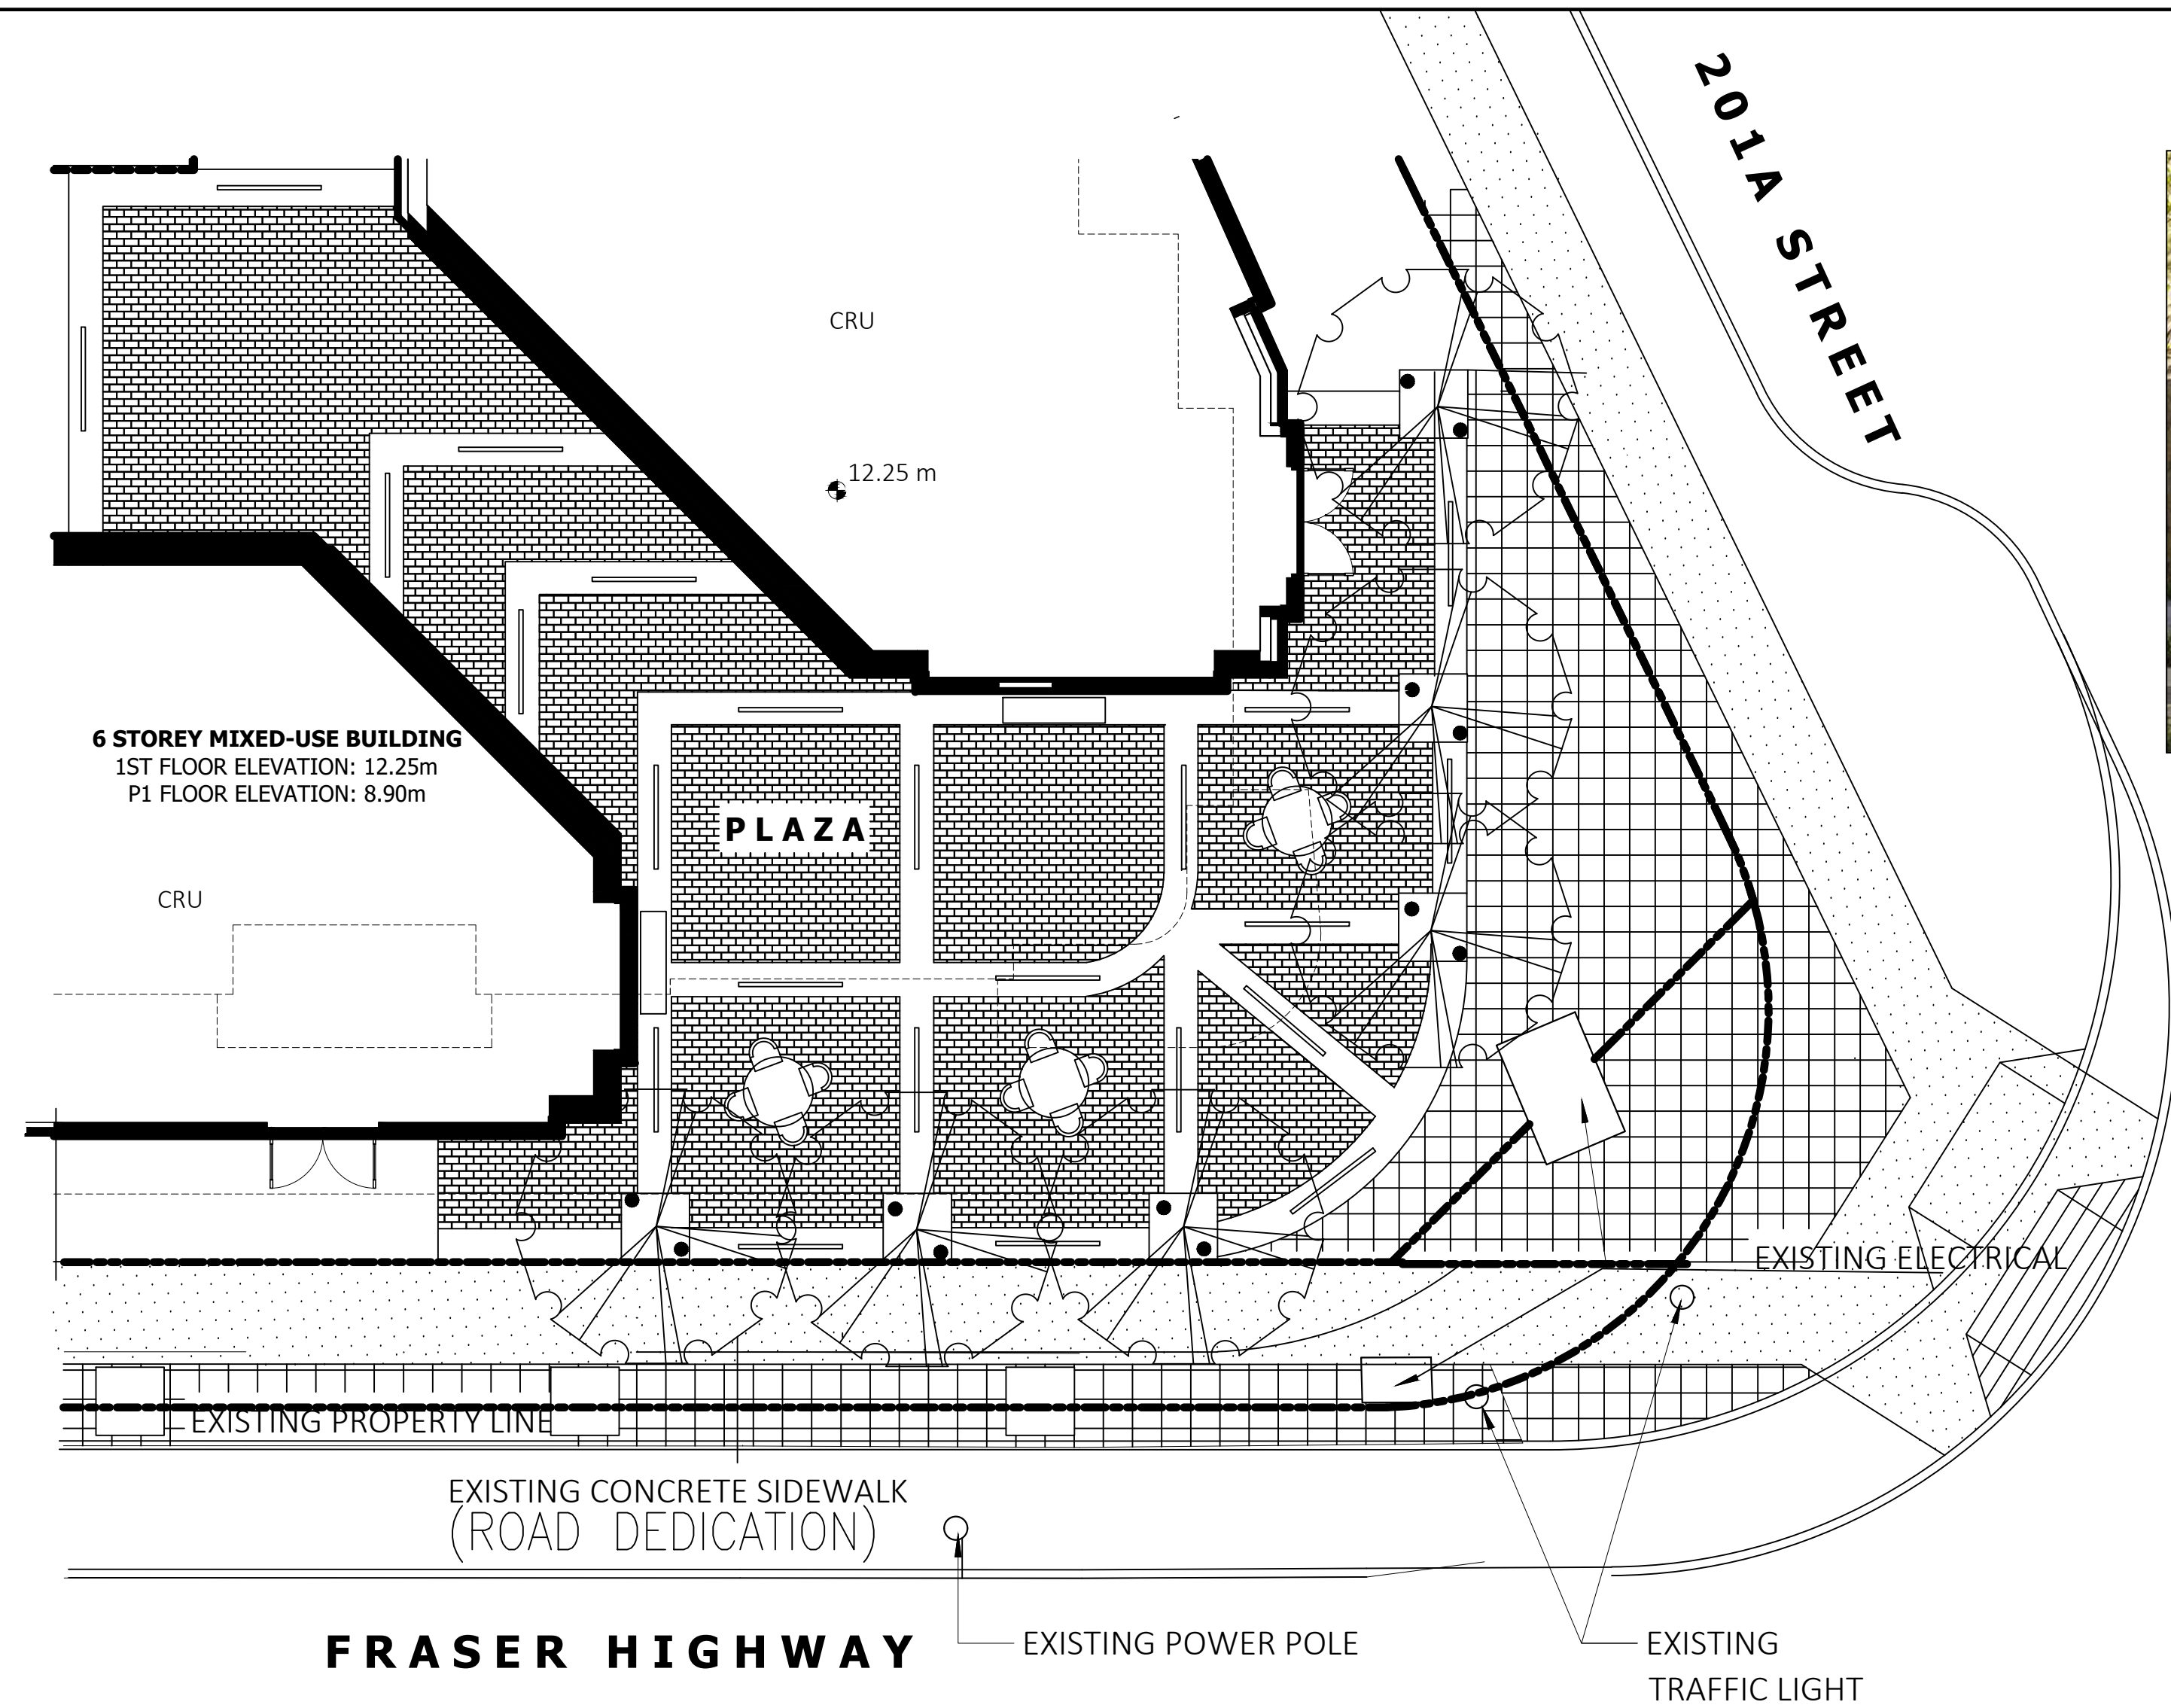 201A STREET
CRU
12.25 m
6 STOREY MIXED-USE BUILDING
1ST FLOOR ELEVATION: 12.25m
P1 FLOOR ELEVATION: 8.90m
PLAZA
CRU
EXISTING ELECTRICAL
EXISTING PROPERTY LINE
EXISTING CONCRETE SIDEWALK
(ROAD DEDICATION)
FRASER HIGHWAY
EXISTING POWER POLE
EXISTING
TRAFFIC LIGHT